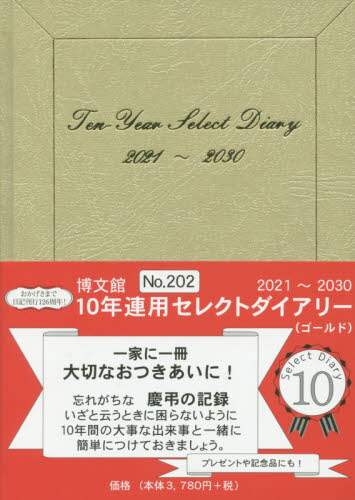 Ten-Year Select Diary
2021 ～ 2030
おかげさまで
日記刊行126周年！
博文館 No.202 2021 ～ 2030
10年連用セレクトダイアリー
(ゴールド)
一家に一冊
大切なおつきあいに！
忘れがちな 慶弔の記録
いざと云うときに困らないように
10年間の大事な出来事と一緒に
簡単につけておきましょう。
Select Diary
10
プレゼントや記念品にも！
価格 (本体3,780円+税)